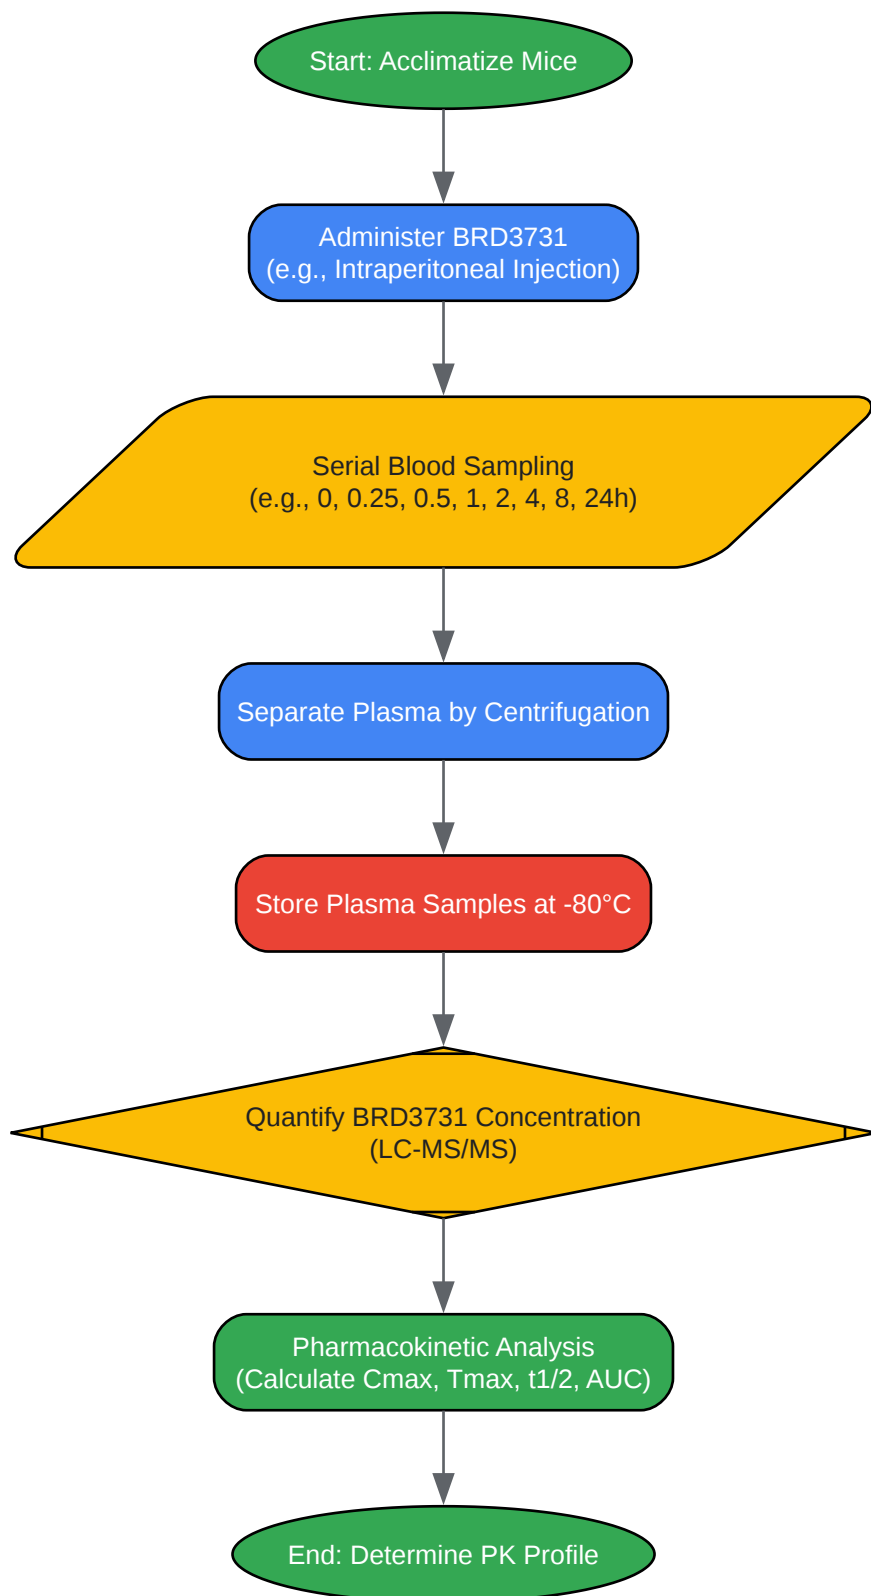 Start: Acclimatize Mice
Administer BRD3731
(e.g., Intraperitoneal Injection)
Serial Blood Sampling
(e.g., 0, 0.25, 0.5, 1, 2, 4, 8, 24h)
Separate Plasma by Centrifugation
Store Plasma Samples at -80°C
Quantify BRD3731 Concentration
(LC-MS/MS)
Pharmacokinetic Analysis
(Calculate Cmax, Tmax, t1/2, AUC)
End: Determine PK Profile